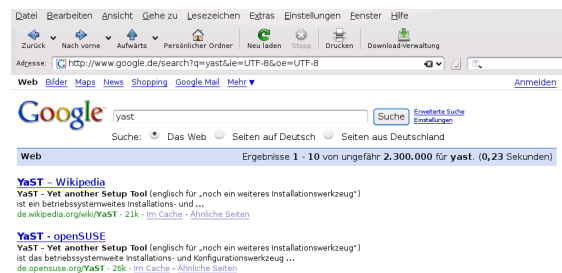 Datei Bearbeiten Ansicht Gehe zu Lesezeichen Extras Einstellungen Fenster Hilfe
Zurück Nach vorne Aufwärts Persönlicher Ordner Neu laden Stopp Drucken Download-Verwaltung
Adresse: http://www.google.de/search?q=yast&ie=UTF-8&oe=UTF-8
Web Bilder Maps News Shopping Google Mail Mehr ▼ Anmelden
Google yast Suche Erweiterte Suche
Einstellungen
Suche: Das Web Seiten auf Deutsch Seiten aus Deutschland
Web Ergebnisse 1 - 10 von ungefähr 2.300.000 für yast. (0,23 Sekunden)
YaST – Wikipedia
YaST – Yet another Setup Tool (englisch für „noch ein weiteres Installationswerkzeug“)
ist ein betriebssystemweites Installations- und ...
de.wikipedia.org/wiki/YaST - 21k - Im Cache - Ähnliche Seiten
YaST - openSUSE
YaST – Yet another Setup Tool (englisch für „noch ein weiteres Installationswerkzeug“)
ist das betriebssystemweite Installations- und Konfigurationswerkzeug ...
de.opensuse.org/YaST - 26k - Im Cache - Ähnliche Seiten